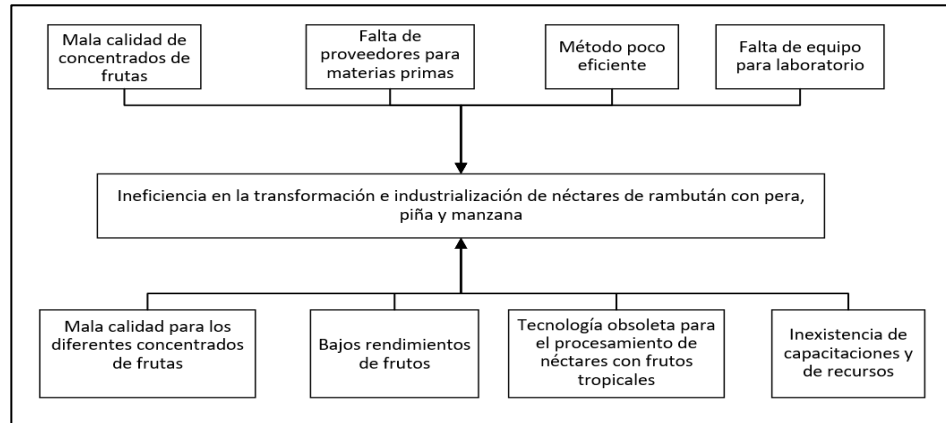 Mala calidad de
concentrados de
frutas
Falta de
proveedores para
materias primas
Método poco
eficiente
Falta de equipo
para laboratorio
Ineficiencia en la transformación e industrialización de néctares de rambután con pera,
piña y manzana
Mala calidad para los
diferentes concentrados
de frutas
Bajos rendimientos
de frutos
Tecnología obsoleta para
el procesamiento de
néctares con frutos
tropicales
Inexistencia de
capacitaciones y
de recursos